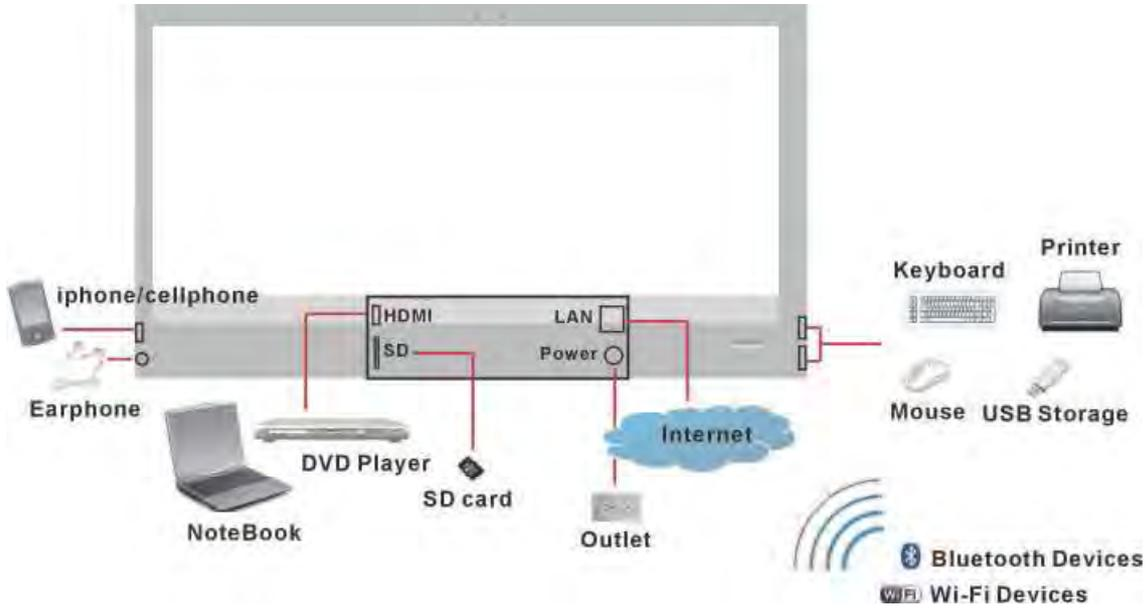 Printer
Keyboard
iphone/cellphone
HDMI
LAN
SD
Power
Earphone
Mouse
USB Storage
Internet
DVD Player
SD card
NoteBook
Outlet
Bluetooth Devices
WiFi
Wi-Fi Devices